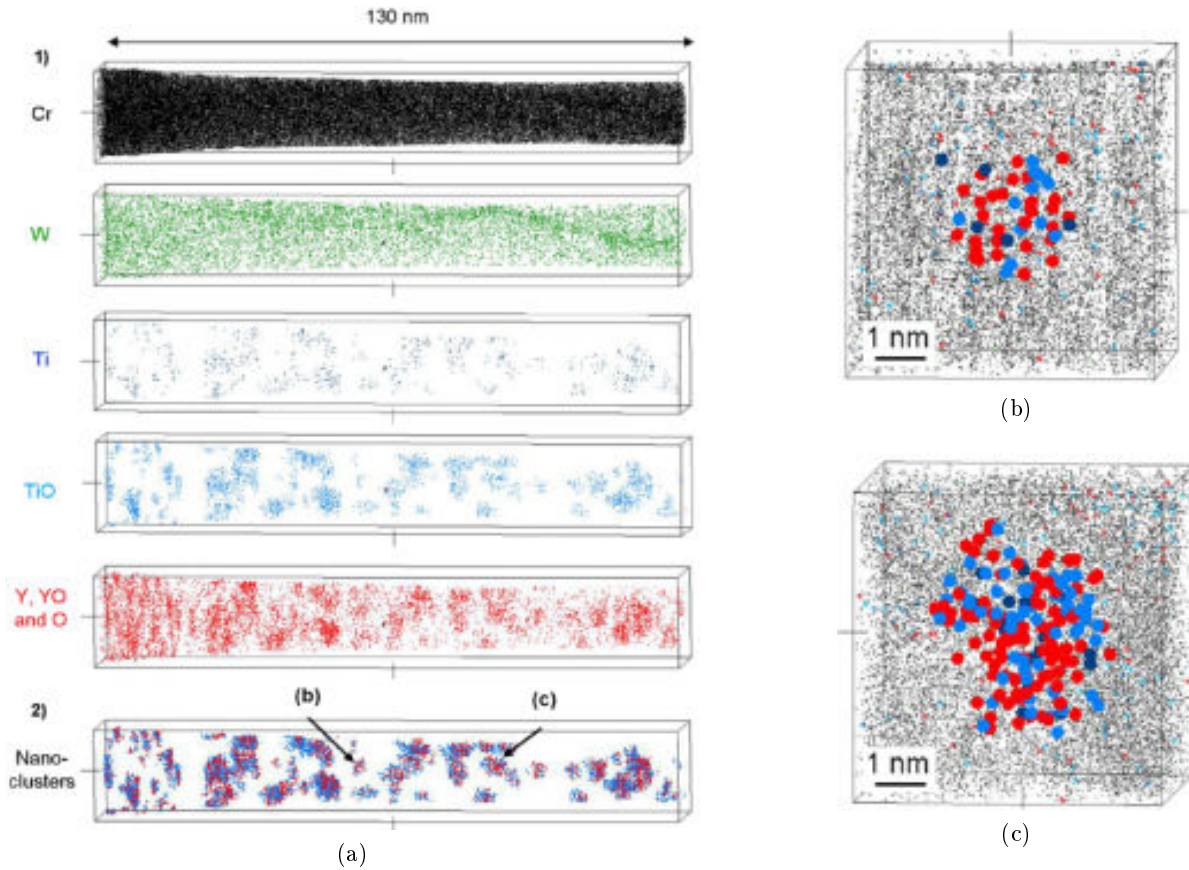 130 nm
1)
Cr
W
Ti
TiO
Y, YO
and O
2)
(b)
(c)
Nano-
clusters
(a)
1 nm
(b)
1 nm
(c)